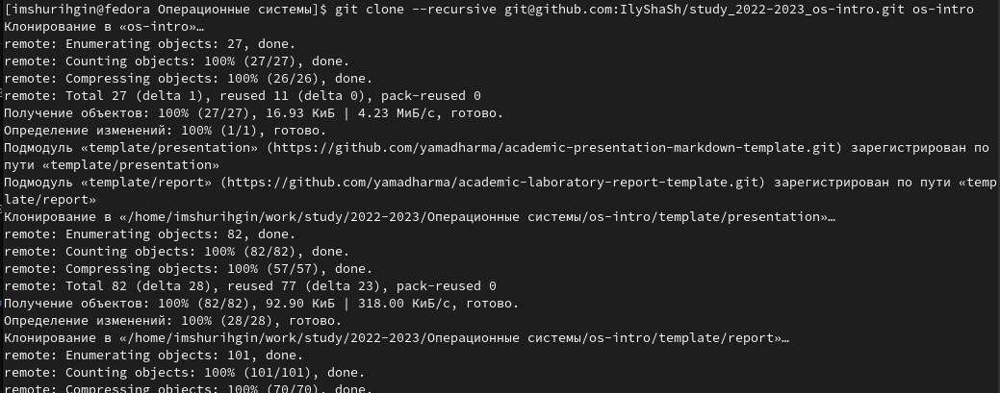 [imshurihgin@fedora Операционные системы]$ git clone --recursive git@github.com:IlyShaSh/study_2022-2023_os-intro.git os-intro
Клонирование в «os-intro»…
remote: Enumerating objects: 27, done.
remote: Counting objects: 100% (27/27), done.
remote: Compressing objects: 100% (26/26), done.
remote: Total 27 (delta 1), reused 11 (delta 0), pack-reused 0
Получение объектов: 100% (27/27), 16.93 КиБ | 4.23 МиБ/с, готово.
Определение изменений: 100% (1/1), готово.
Подмодуль «template/presentation» (https://github.com/yamadharma/academic-presentation-markdown-template.git) зарегистрирован по
пути «template/presentation»
Подмодуль «template/report» (https://github.com/yamadharma/academic-laboratory-report-template.git) зарегистрирован по пути «temp
late/report»
Клонирование в «/home/imshurihgin/work/study/2022-2023/Операционные системы/os-intro/template/presentation»…
remote: Enumerating objects: 82, done.
remote: Counting objects: 100% (82/82), done.
remote: Compressing objects: 100% (57/57), done.
remote: Total 82 (delta 28), reused 77 (delta 23), pack-reused 0
Получение объектов: 100% (82/82), 92.90 КиБ | 318.00 КиБ/с, готово.
Определение изменений: 100% (28/28), готово.
Клонирование в «/home/imshurihgin/work/study/2022-2023/Операционные системы/os-intro/template/report»…
remote: Enumerating objects: 101, done.
remote: Counting objects: 100% (101/101), done.
remote: Compressing objects: 100% (70/70), done.